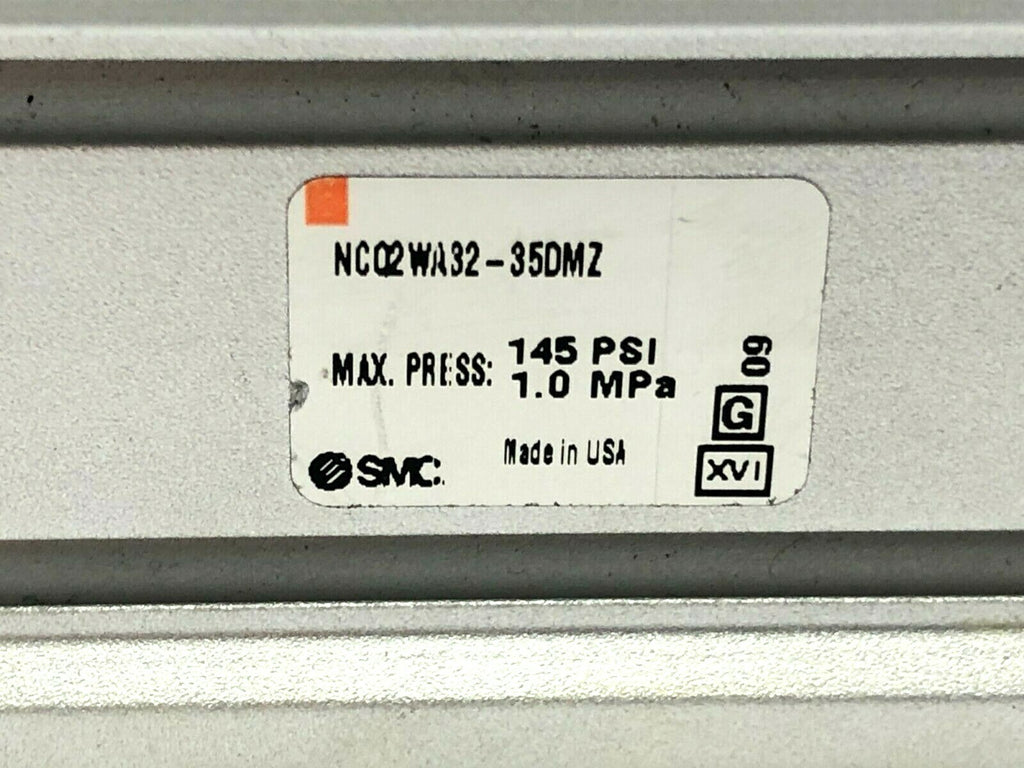 NCQ2WA32-35DMZ
MAX. PRESS: 145 PSI
1.0 MPa
09
G
XVI
SMC.
Made in USA